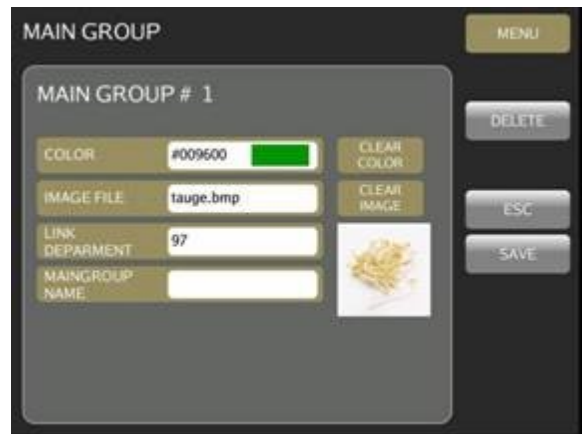 MAIN GROUP
MENU
MAIN GROUP # 1
DELETE
COLOR
#009600
CLEAR
COLOR
IMAGE FILE
tauge.bmp
CLEAR
IMAGE
ESC
LINK
DEPARMENT
97
SAVE
MAINGROUP
NAME